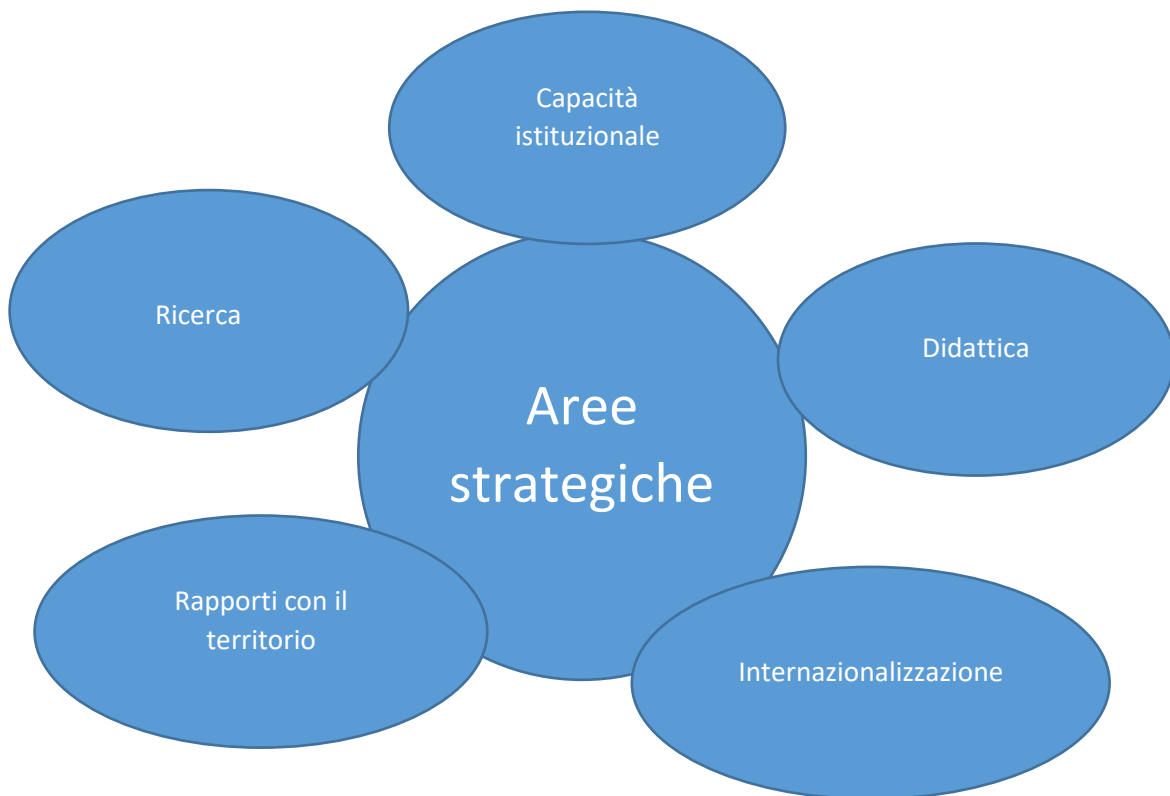 Capacità
istituzionale
Ricerca
Didattica
Aree
strategiche
Rapporti con il
territorio
Internazionalizzazione